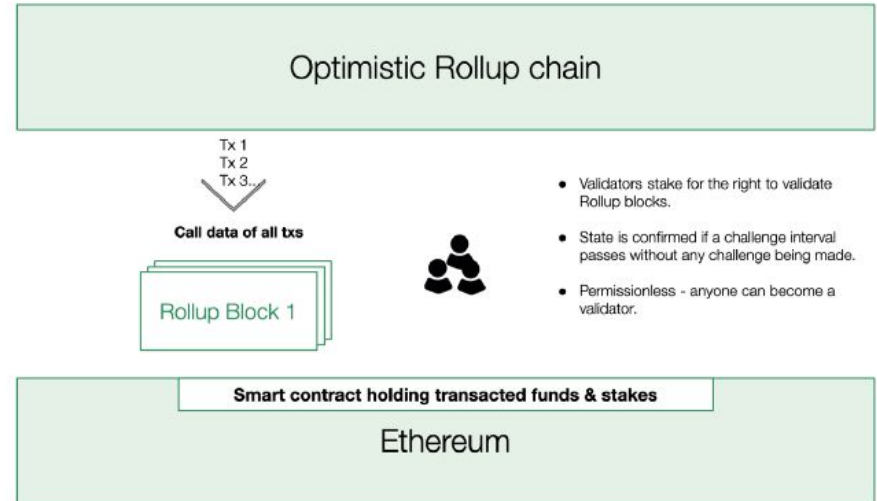 Optimistic Rollup chain
Tx 1
Tx 2
Tx 3...
Call data of all txs
Rollup Block 1
• Validators stake for the right to validate
Rollup blocks.
• State is confirmed if a challenge interval
passes without any challenge being made.
• Permissionless - anyone can become a
validator.
Smart contract holding transacted funds & stakes
Ethereum